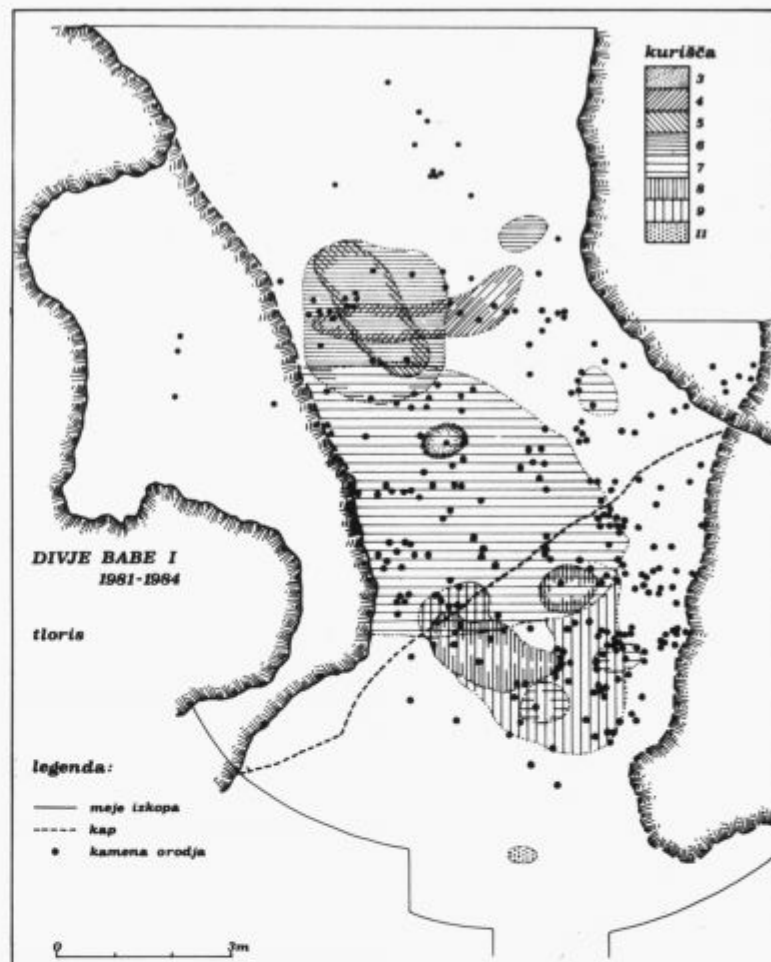 kurišča
3
4
5
6
7
8
9
11
DIVJE BABE I
1981-1984
tloris
legenda:
meje izkopa
kap
kamena orodja
0 3m